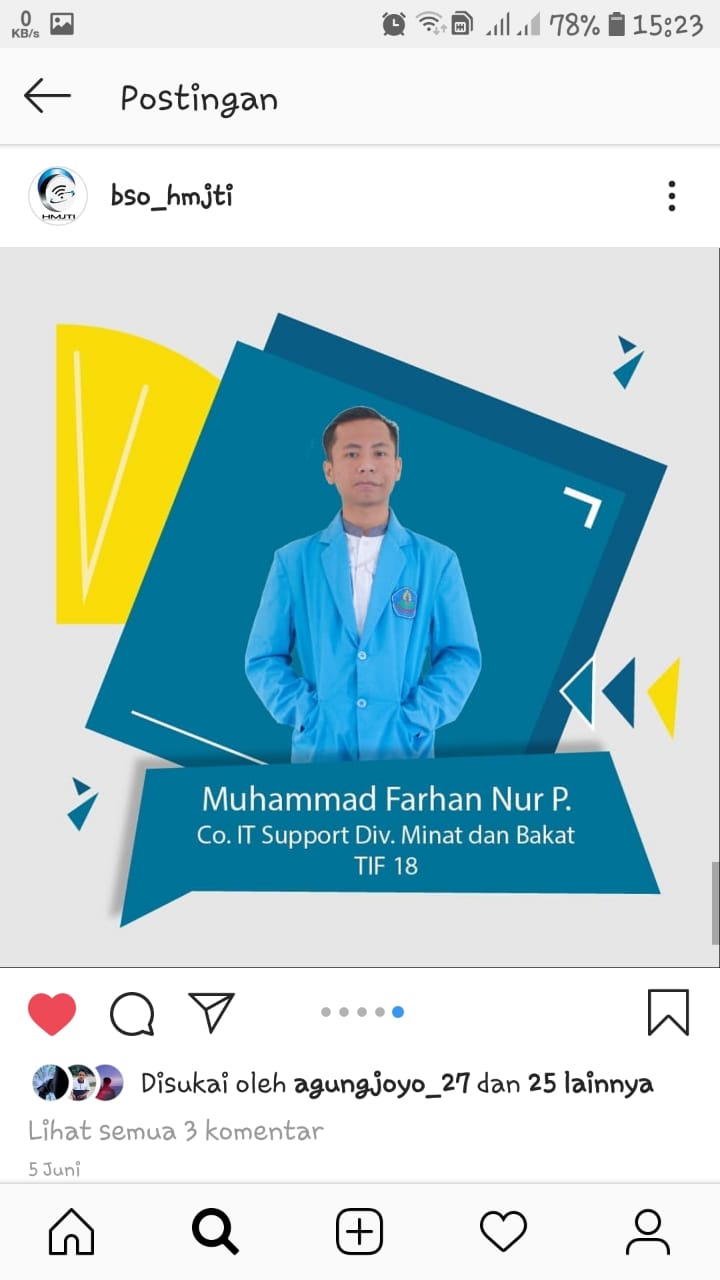 0
KB/s
78% 15:23
Postingan
HMJTI
bso_hmjti
Muhammad Farhan Nur P.
Co. IT Support Div. Minat dan Bakat
TIF 18
Disukai oleh agungjoyo_27 dan 25 lainnya
Lihat semua 3 komentar
5 Juni